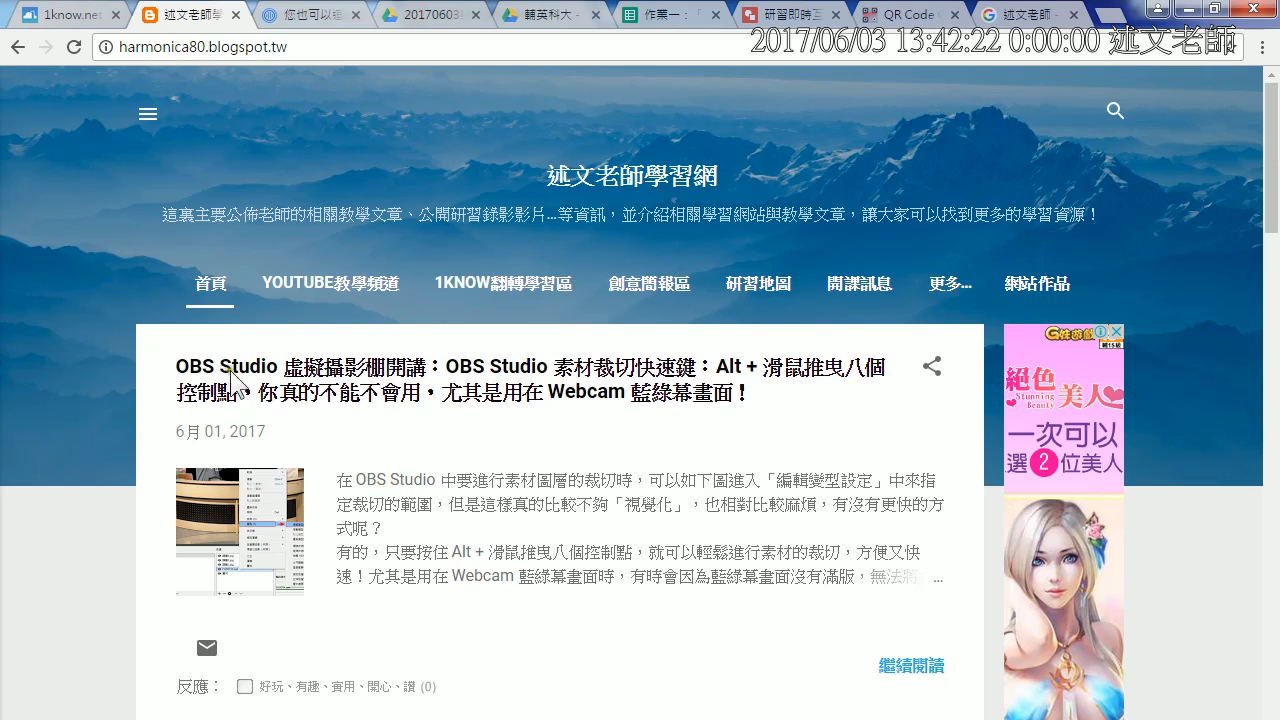 1know.net
述文老師學
您也可以這
20170603
輔英科大 -
作業一：「
研習即時互
QR Code
述文老師 -
harmonica80.blogspot.tw
2017/06/03 13:42:22 0:00:00 述文老師
述文老師學習網
這裏主要公佈老師的相關教學文章、公開研習錄影影片...等資訊，並介紹相關學習網站與教學文章，讓大家可以找到更多的學習資源！
首頁 YOUTUBE教學頻道 1KNOW翻轉學習區 創意簡報區 研習地圖 開課訊息 更多... 網站作品
OBS Studio 虛擬攝影棚開講：OBS Studio 素材裁切快速鍵：Alt + 滑鼠推曳八個
控制點，你真的不能不會用，尤其是用在 Webcam 藍綠幕畫面！
6月 01, 2017
在 OBS Studio 中要進行素材圖層的裁切時，可以如下圖進入「編輯變型設定」中來指
定裁切的範圍，但是這樣真的比較不夠「視覺化」，也相對比較麻煩，有沒有更快的方
式呢？
有的，只要按住 Alt + 滑鼠推曳八個控制點，就可以輕鬆進行素材的裁切，方便又快
速！尤其是用在 Webcam 藍綠幕畫面時，有時會因為藍綠幕畫面沒有滿版，無法將 ...
繼續閱讀
反應： 好玩、有趣、實用、開心、讚 (0)
G妹遊戲
輔15級
絕色美人
Stunning Beauty
一次可以
選2位美人